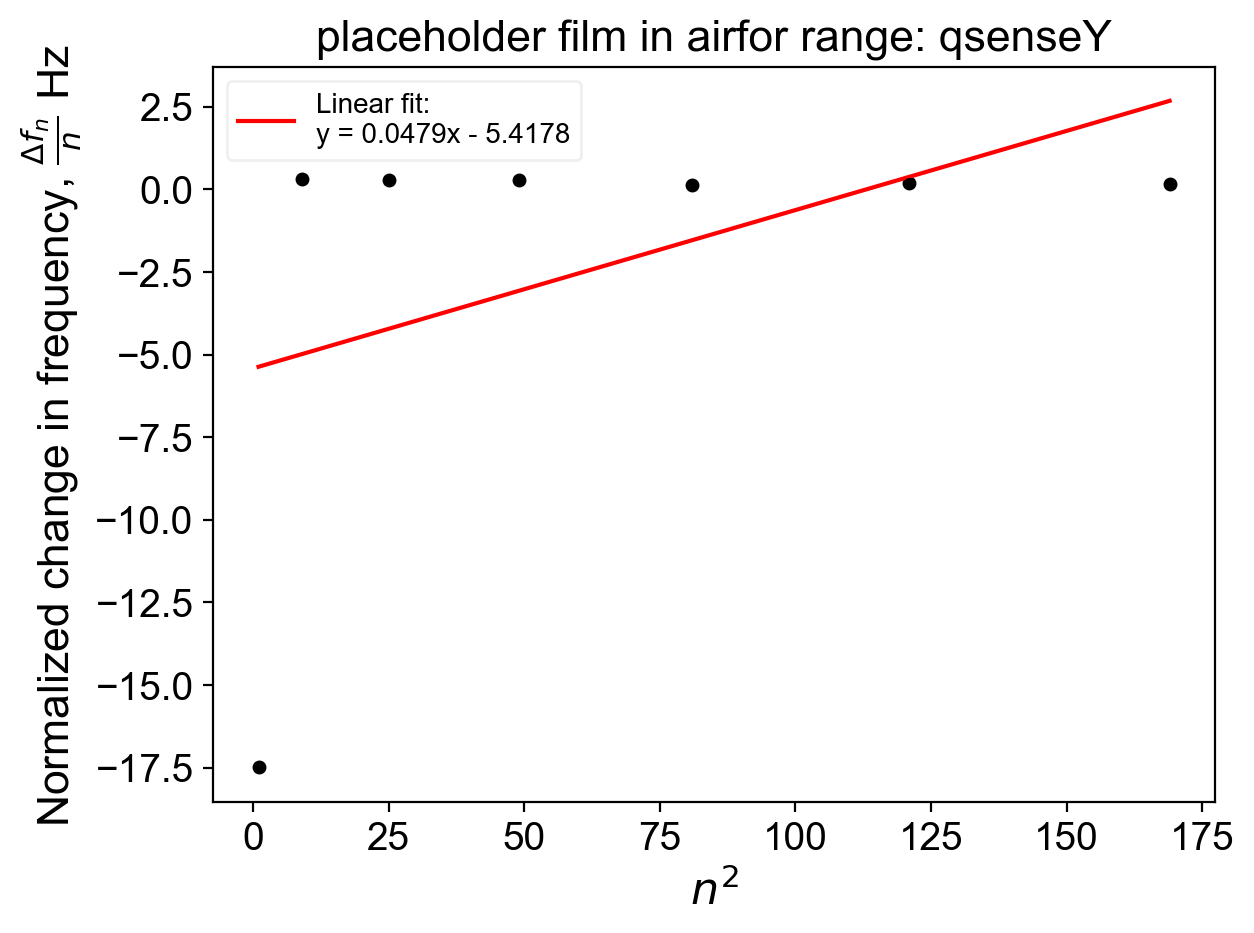 placeholder film in airfor range: qsenseY
Normalized change in frequency, Δfₙ/n Hz
Linear fit:
y = 0.0479x - 5.4178
2.5
0.0
−2.5
−5.0
−7.5
−10.0
−12.5
−15.0
−17.5
0 25 50 75 100 125 150 175
n²